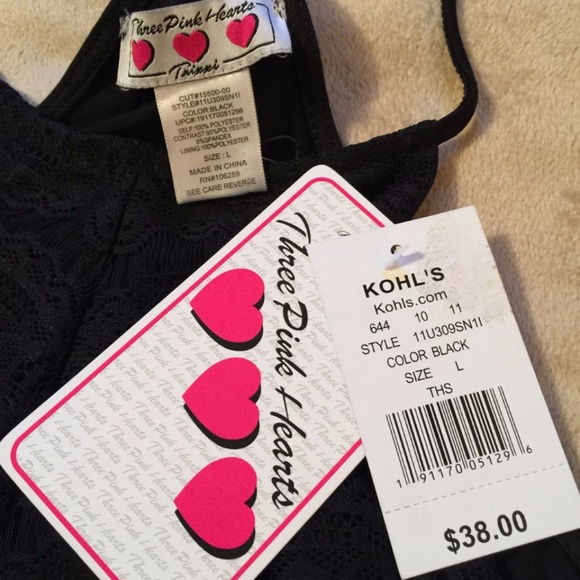 Three Pink Hearts
Trixxi
CUT#15500-00
STYLE#11U309SN1I
COLOR:BLACK
UPC#:191170051296
SELF:100% POLYESTER
CONTRAST:95%POLYESTER
5%SPANDEX
LINING:100%POLYESTER
SIZE : L
MADE IN CHINA
RN#106289
SEE CARE REVERSE
Three Pink Hearts
KOHL'S
Kohls.com
644 10 11
STYLE 11U309SN1I
COLOR BLACK
SIZE L
THS
1 91170 05129 6
$38.00